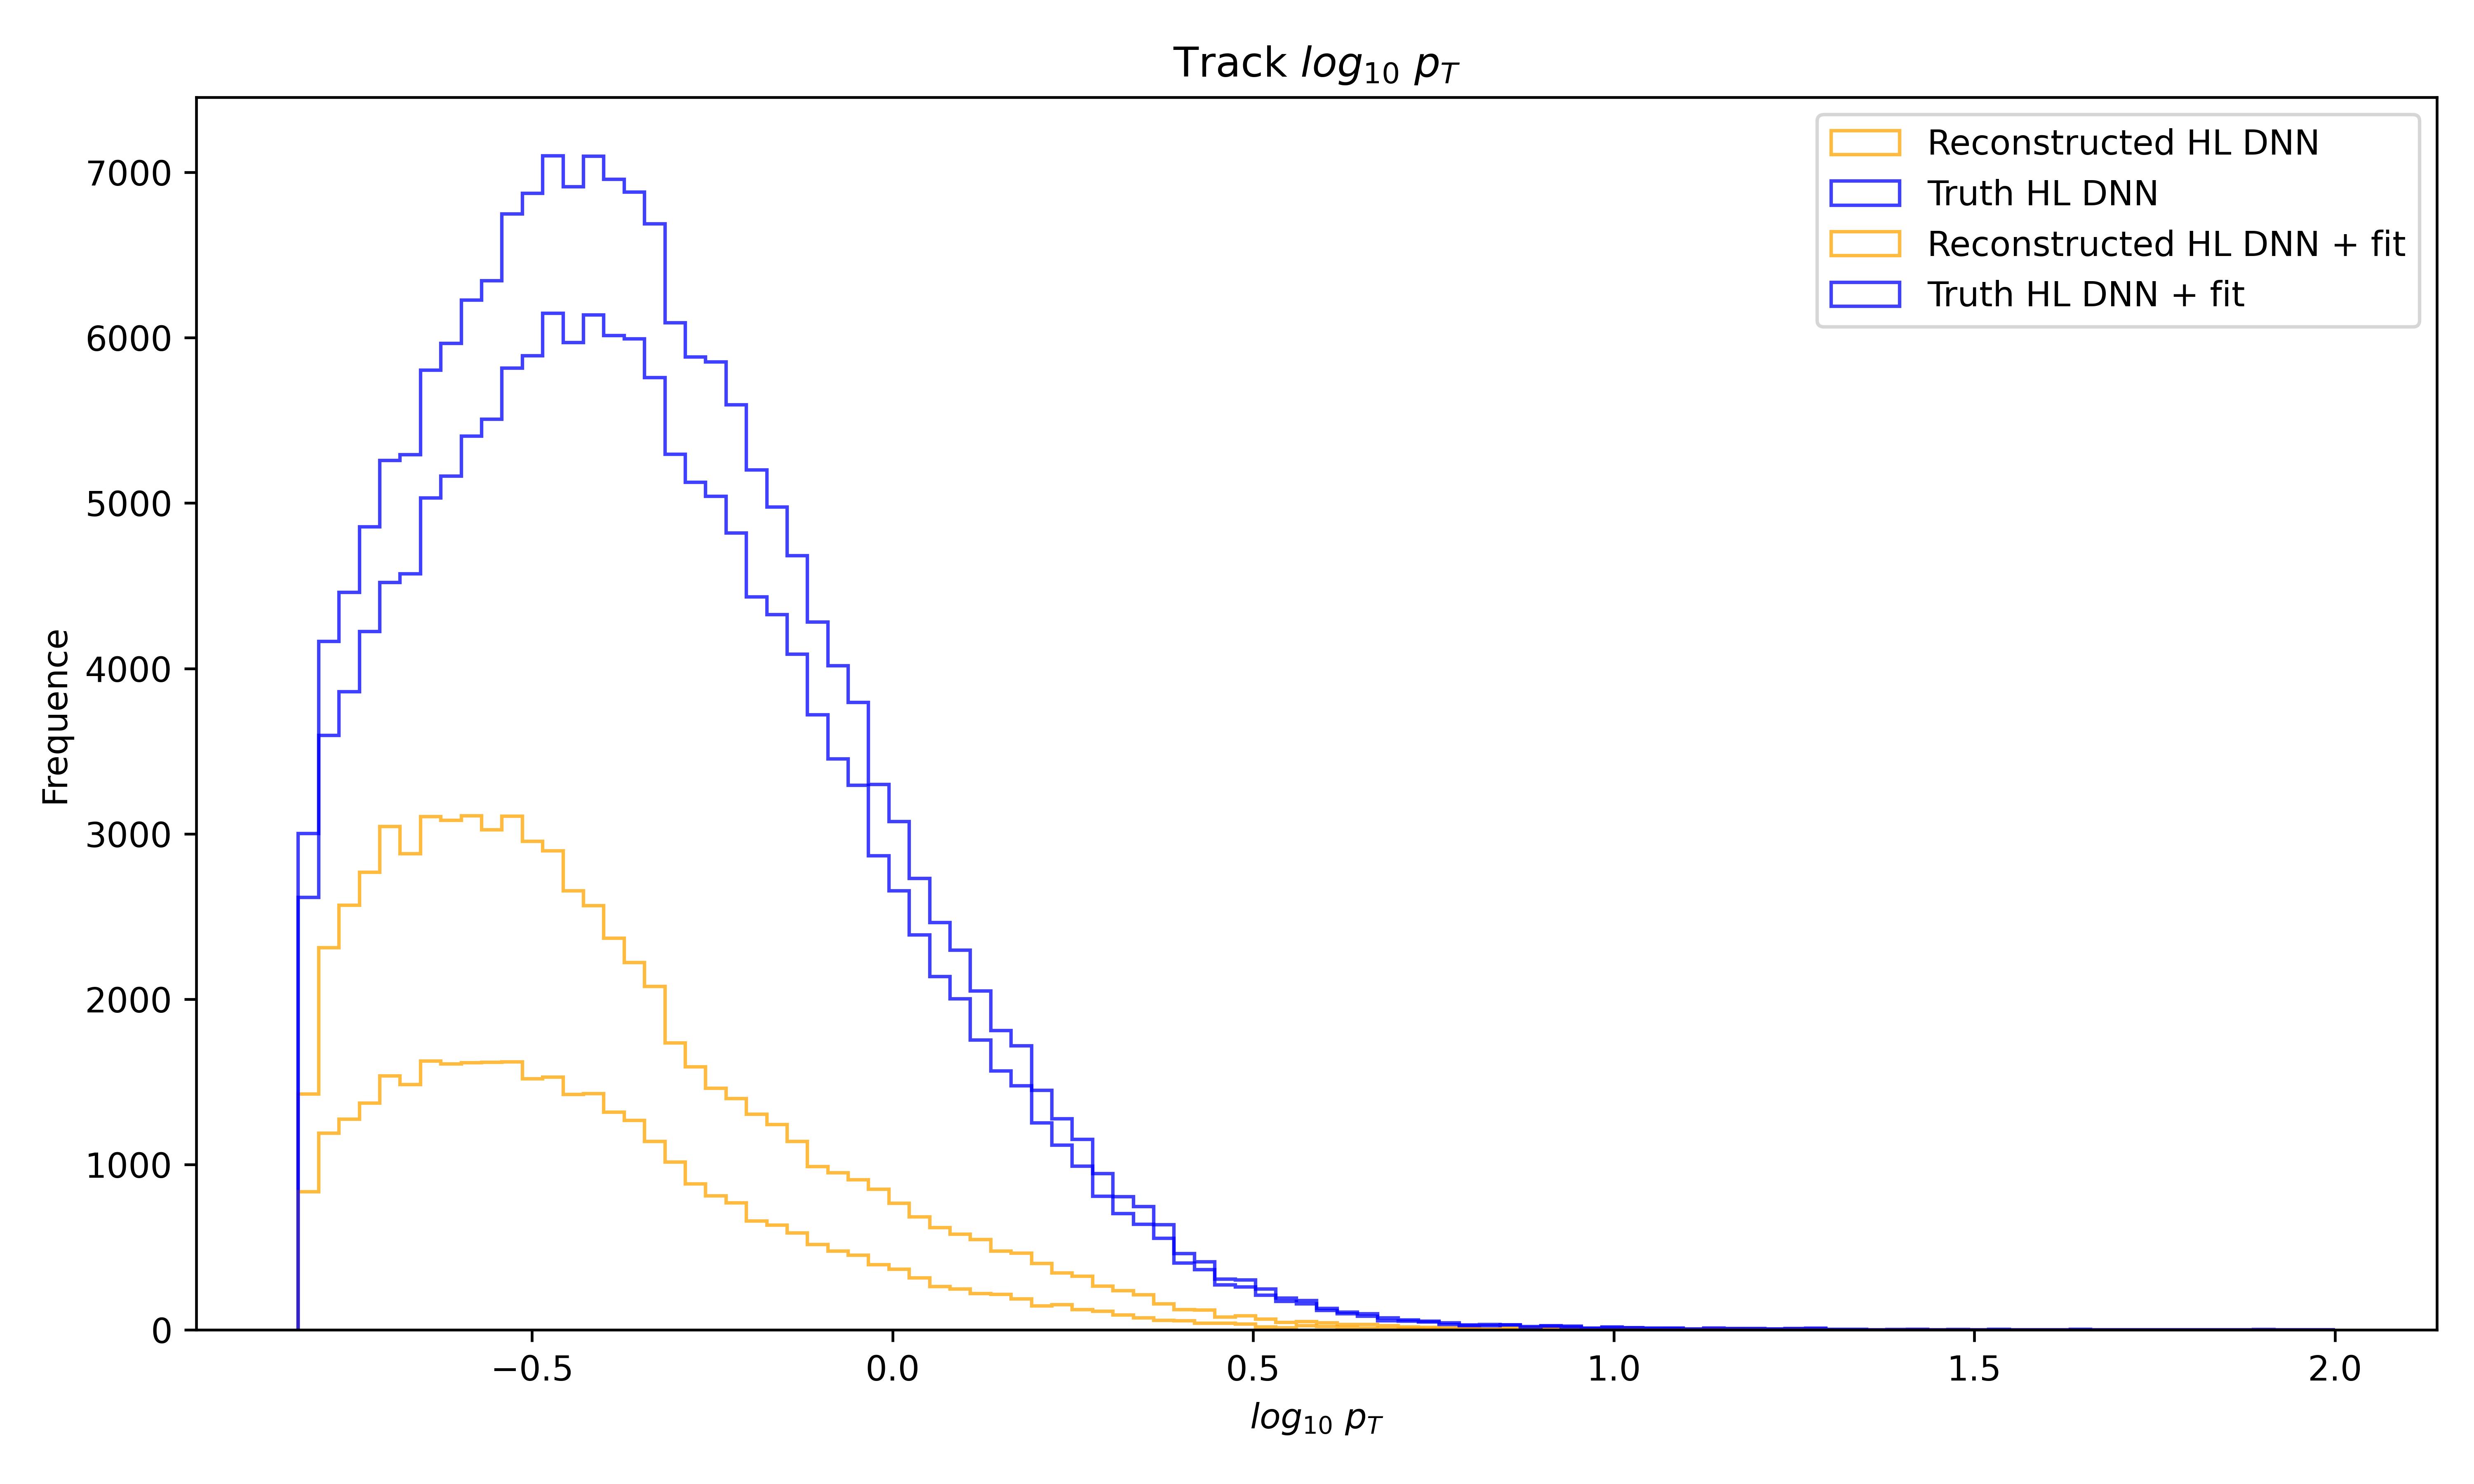 Track log₁₀ p_T
Reconstructed HL DNN
Truth HL DNN
Reconstructed HL DNN + fit
Truth HL DNN + fit
Frequence
7000
6000
5000
4000
3000
2000
1000
0
−0.5 0.0 0.5 1.0 1.5 2.0
log₁₀ p_T